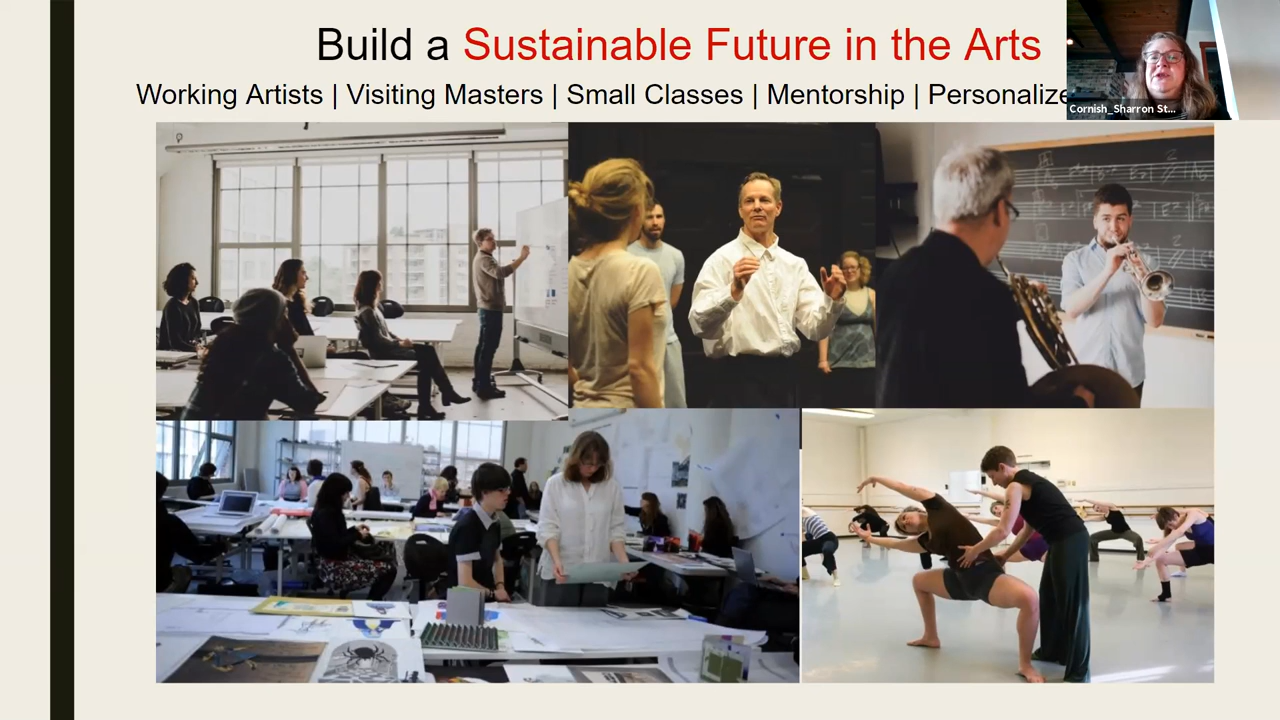 Build a Sustainable Future in the Arts
Working Artists | Visiting Masters | Small Classes | Mentorship | Personalize
Cornish_Sharron St...